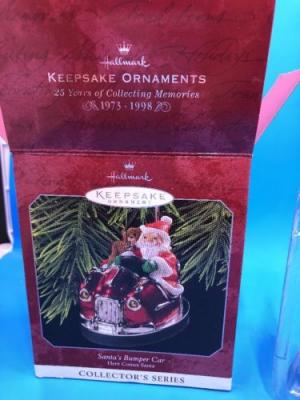 Hallmark
KEEPSAKE ORNAMENTS
25 Years of Collecting Memories
1973 - 1998
Hallmark
KEEPSAKE
ORNAMENT
Santa's Bumper Car
Here Comes Santa
COLLECTOR'S SERIES